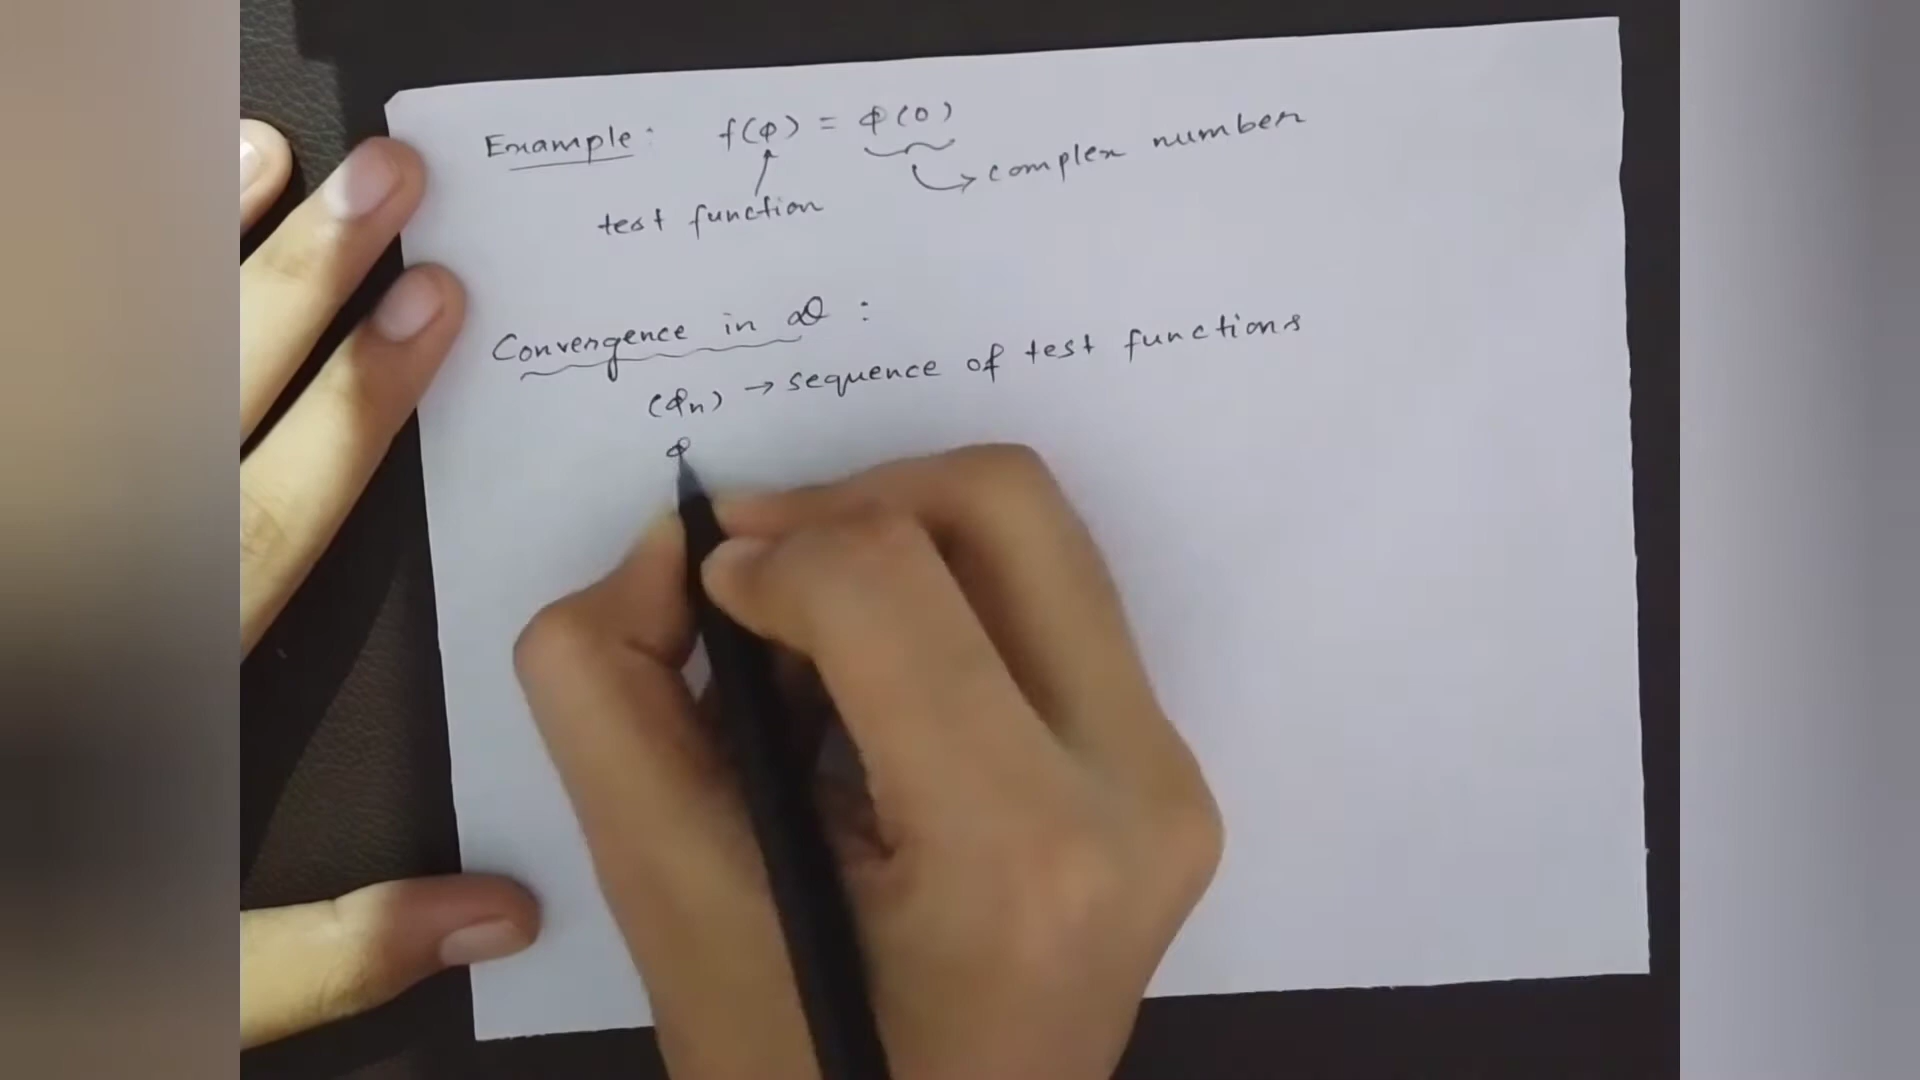 Example: f(φ) = φ(0)
complex number
test function
Convergence in 𝒟 :
(φn) → sequence of test functions
φ